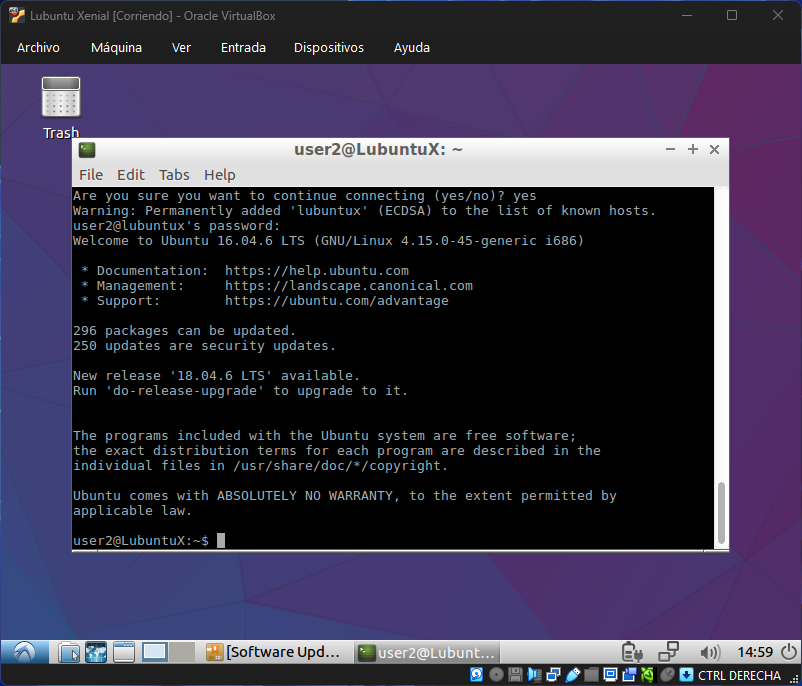 Lubuntu Xenial [Corriendo] - Oracle VirtualBox
Archivo Máquina Ver Entrada Dispositivos Ayuda
Trash
user2@LubuntuX: ~
File Edit Tabs Help
Are you sure you want to continue connecting (yes/no)? yes
Warning: Permanently added 'lubuntux' (ECDSA) to the list of known hosts.
user2@lubuntux's password:
Welcome to Ubuntu 16.04.6 LTS (GNU/Linux 4.15.0-45-generic i686)
* Documentation: https://help.ubuntu.com
* Management: https://landscape.canonical.com
* Support: https://ubuntu.com/advantage
296 packages can be updated.
250 updates are security updates.
New release '18.04.6 LTS' available.
Run 'do-release-upgrade' to upgrade to it.
The programs included with the Ubuntu system are free software;
the exact distribution terms for each program are described in the
individual files in /usr/share/doc/*/copyright.
Ubuntu comes with ABSOLUTELY NO WARRANTY, to the extent permitted by
applicable law.
user2@LubuntuX:~$
[Software Upd... user2@Lubunt... 14:59
CTRL DERECHA